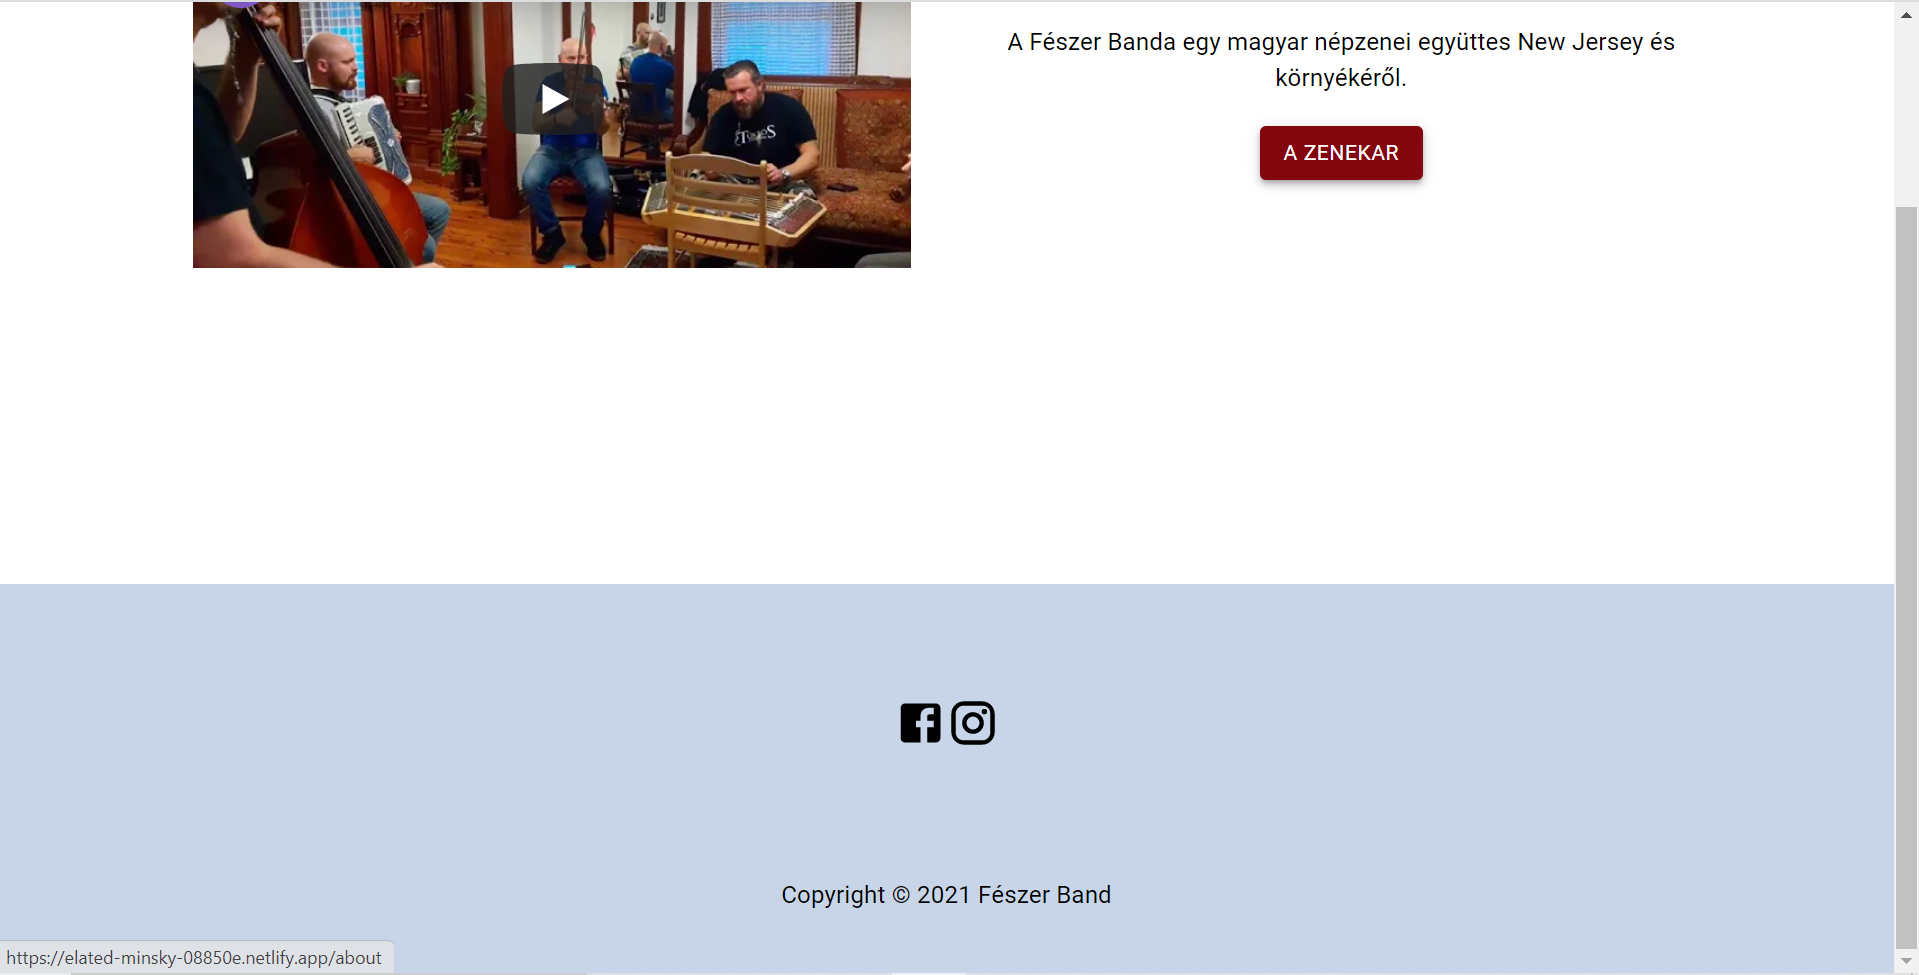 A Fészer Banda egy magyar népzenei együttes New Jersey és
környékéről.
A ZENEKAR
Copyright © 2021 Fészer Band
https://elated-minsky-08850e.netlify.app/about